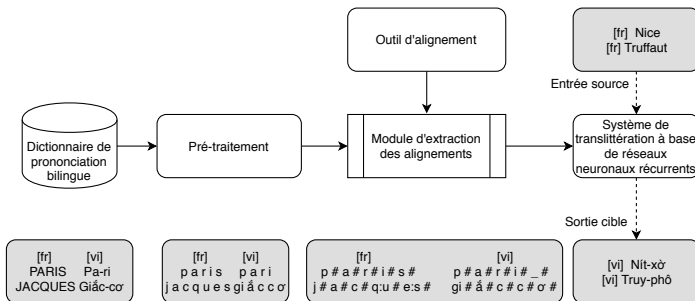 Outil d'alignement
[fr] Nice
[fr] Truffaut
Entrée source
Dictionnaire de
prononciation
bilingue
Pré-traitement
Module d'extraction
des alignements
Système de
translittération à base
de réseaux
neuronaux récurrents
Sortie cible
[fr] [vi]
PARIS Pa-ri
JACQUES Giắc-cơ
[fr] [vi]
p a r i s p a r i
j a c q u e s gi ắ c c ơ
[fr] [vi]
p # a # r # i # s # p # a # r # i # _ #
j # a # c # q:u # e:s # gi # ắ # c # c # ơ #
[vi] Nít-xờ
[vi] Truy-phô